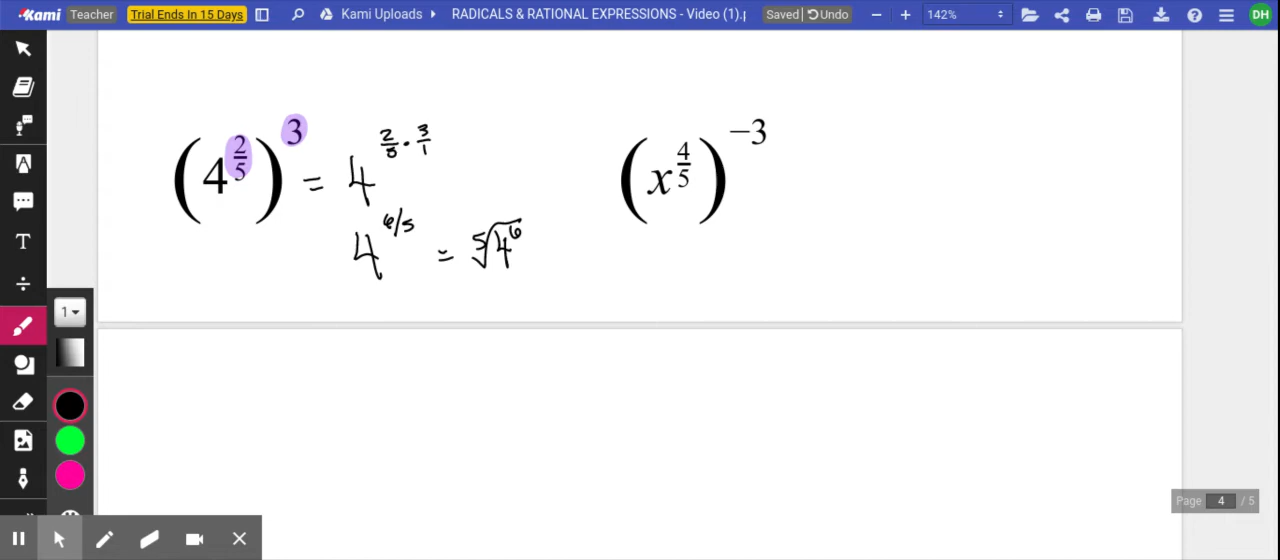 Kami Teacher Trial Ends In 15 Days Kami Uploads RADICALS & RATIONAL EXPRESSIONS - Video (1).p Saved Undo 142% DH
(4^{2/5})^3 = 4^{2/5 · 3/1}
4^{6/5} = ⁵√4^6
(x^{4/5})^{−3}
T
1
Page 4 / 5